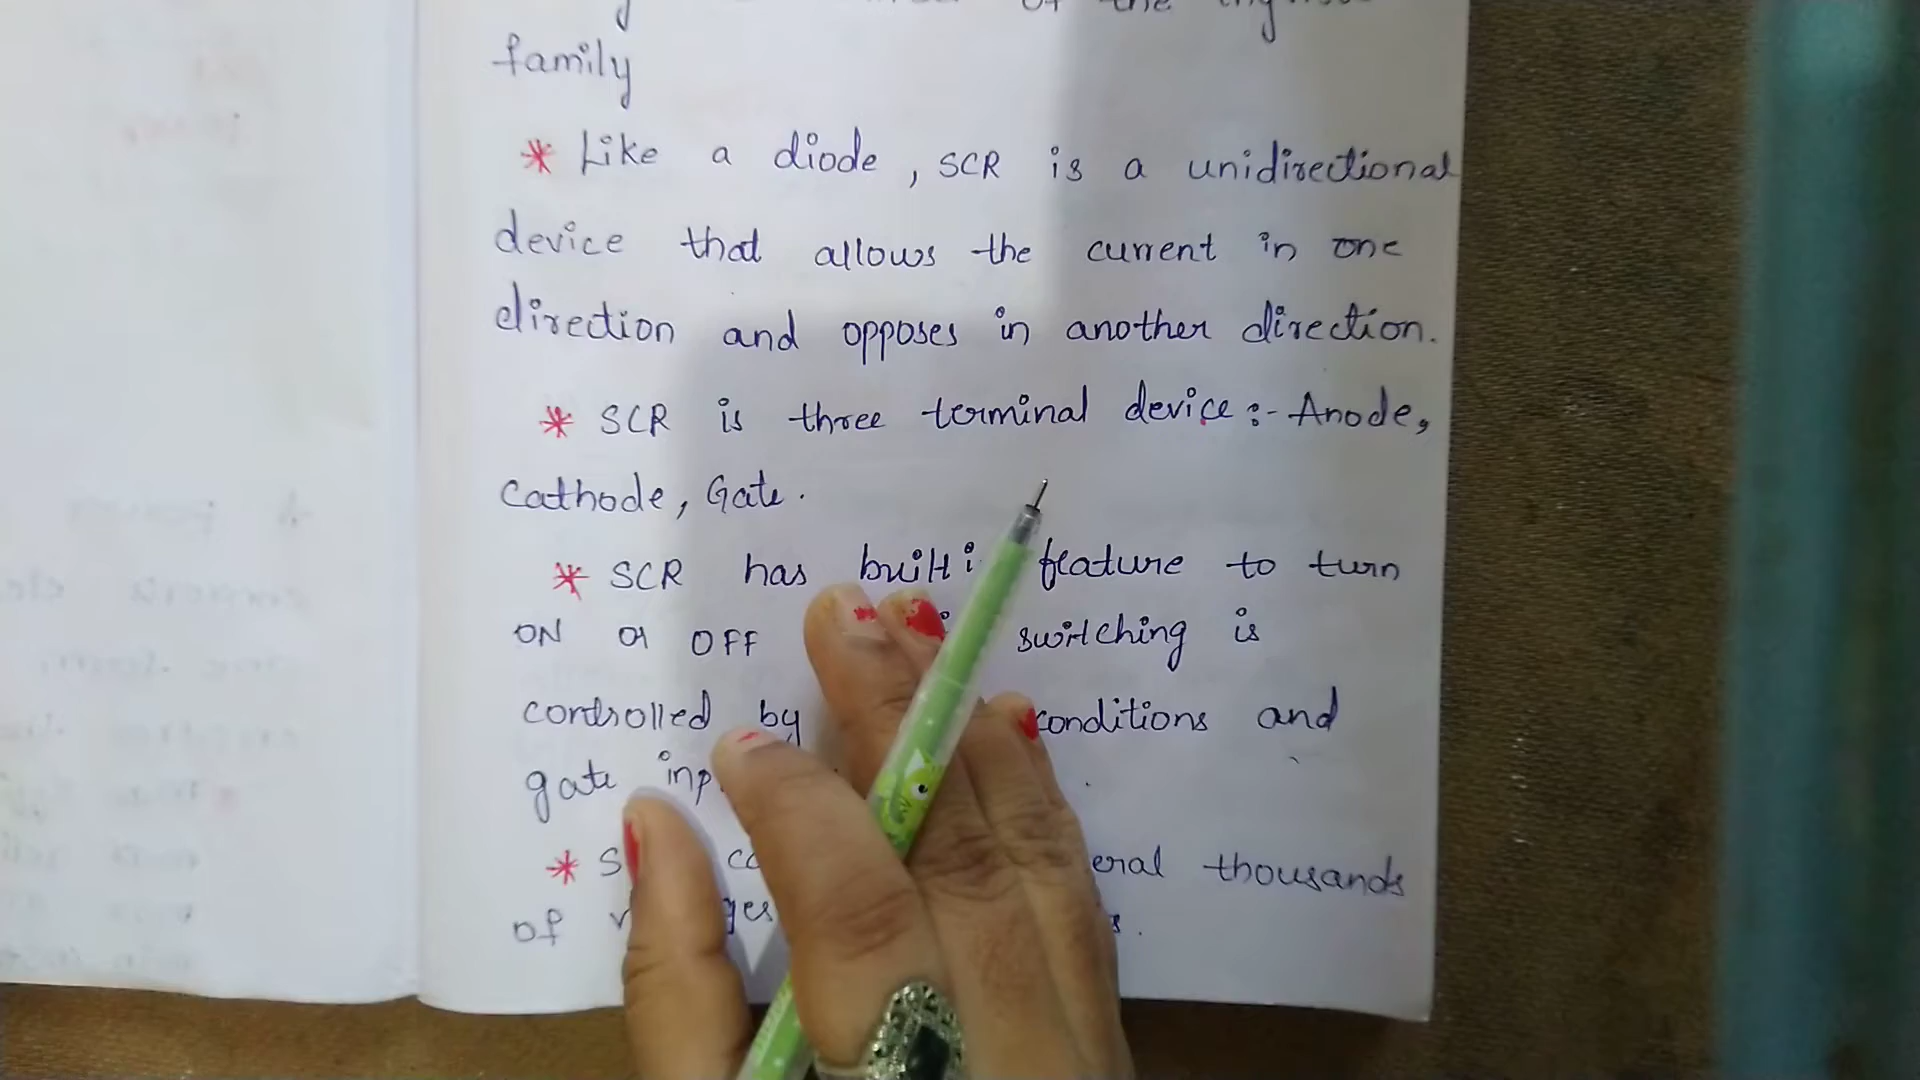 of the
family
* Like a diode, SCR is a unidirectional
device that allows the current in one
direction and opposes in another direction.
* SCR is three terminal device :- Anode,
Cathode, Gate.
* SCR has built feature to turn
ON or OFF switching is
controlled by conditions and
gate
* thousands
of